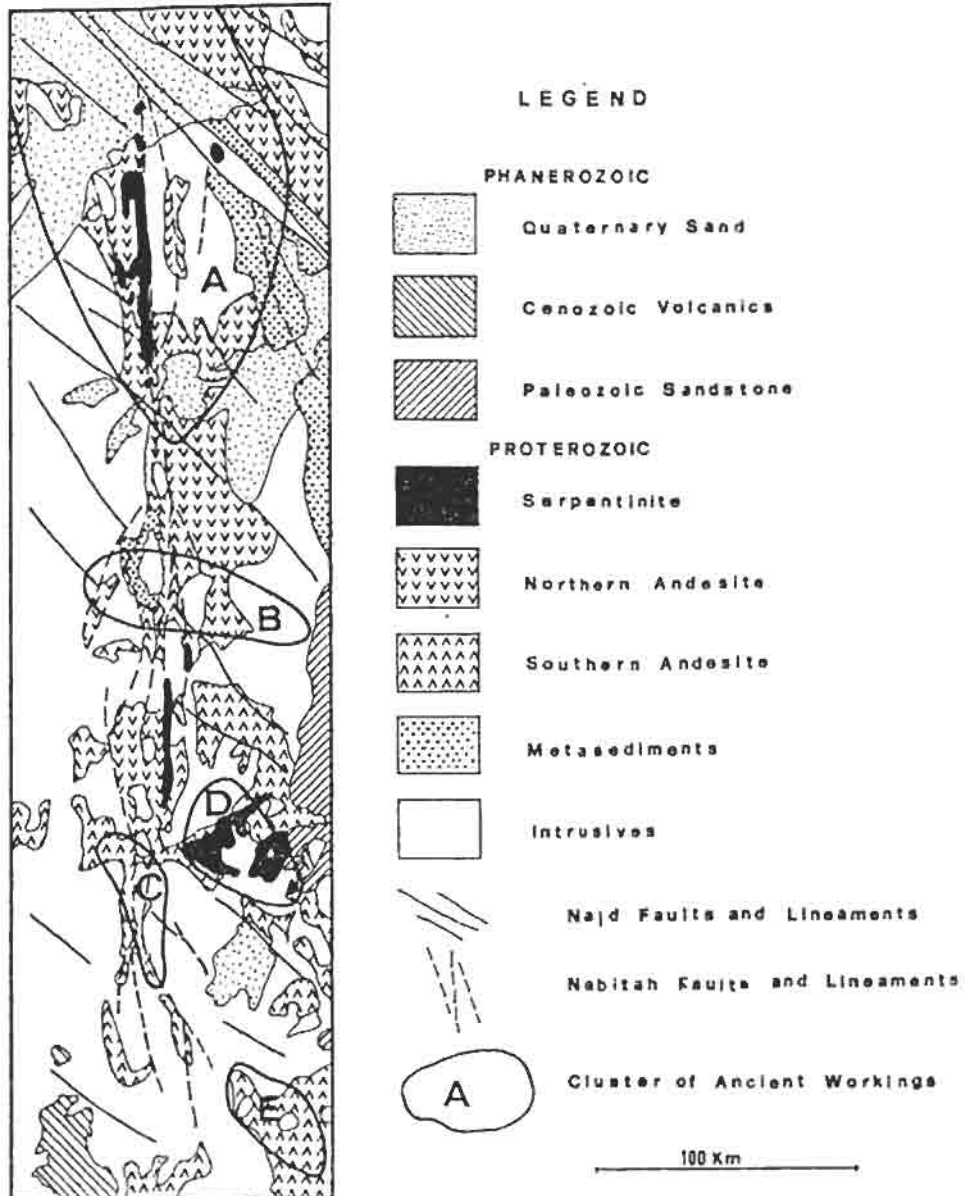 LEGEND
PHANEROZOIC
Quaternary Sand
Cenozoic Volcanics
Paleozoic Sandstone
PROTEROZOIC
Serpentinite
Northern Andesite
Southern Andesite
Metasediments
Intrusives
Najd Faults and Lineaments
Nabitah Faults and Lineaments
A
Cluster of Ancient Workings
100 Km
A
B
D
C
E